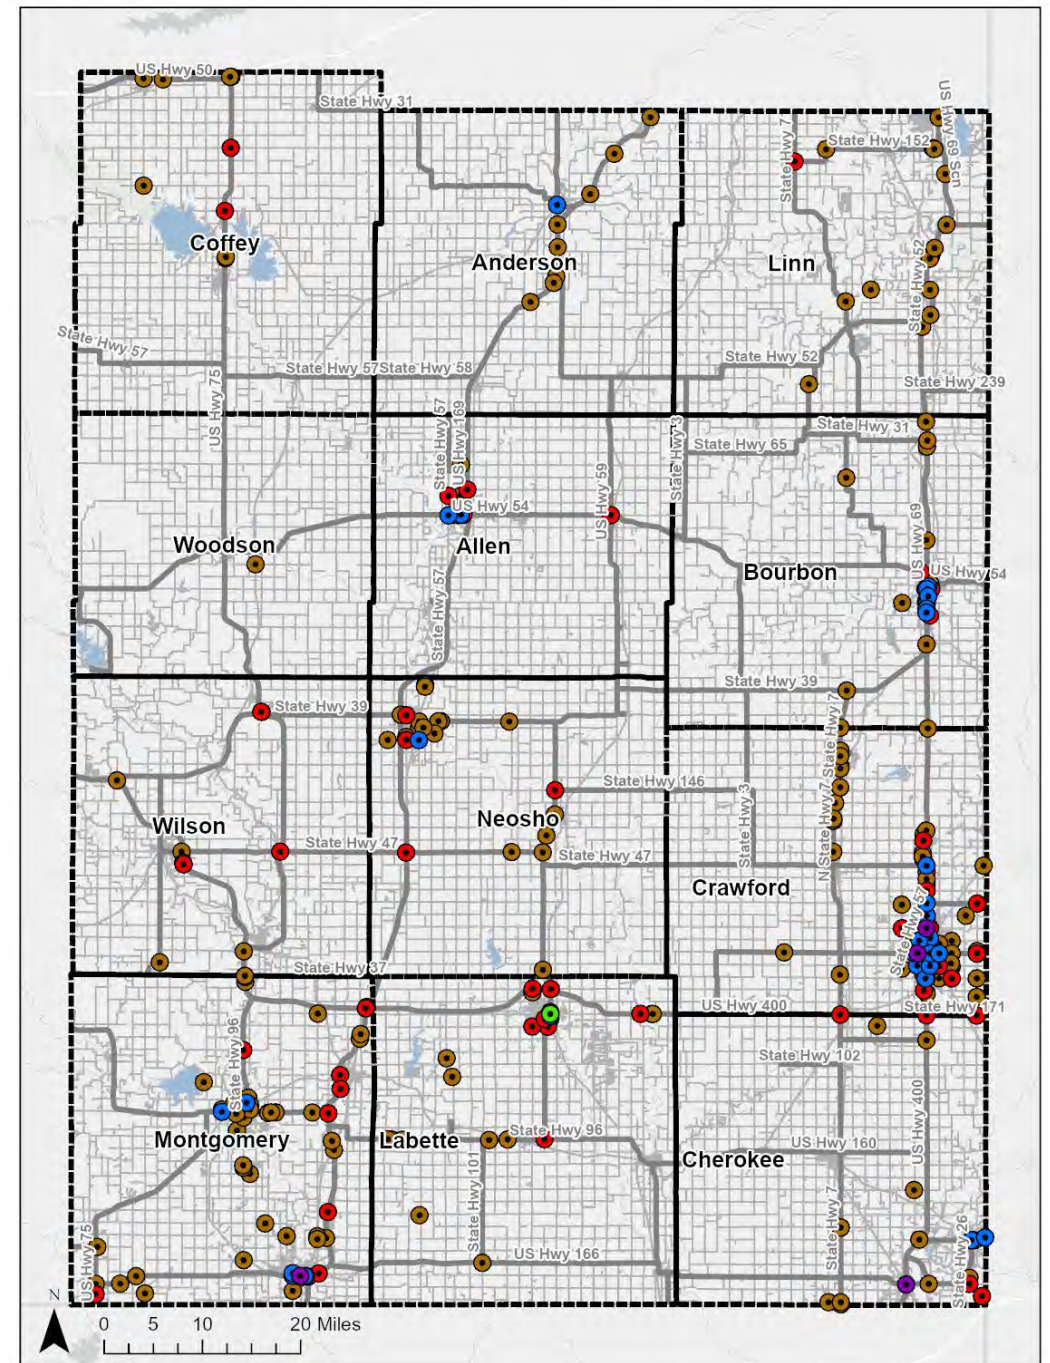 US Hwy 50
State Hwy 31
State Hwy 7
State Hwy 152
US Hwy 69 Scn
Coffey
Anderson
Linn
State Hwy 52
State Hwy 57
State Hwy 57
State Hwy 58
State Hwy 52
State Hwy 239
US Hwy 75
State Hwy 57
US Hwy 169
State Hwy 3
State Hwy 31
State Hwy 65
US Hwy 59
US Hwy 54
US Hwy 69
Woodson
Allen
Bourbon
US Hwy 54
State Hwy 57
State Hwy 39
State Hwy 39
State Hwy 7
State Hwy 146
State Hwy 3
N State Hwy 7
Wilson
Neosho
State Hwy 47
State Hwy 47
Crawford
State Hwy 57
State Hwy 37
US Hwy 400
State Hwy 171
State Hwy 96
State Hwy 102
US Hwy 400
Montgomery
Labette
State Hwy 96
US Hwy 160
Cherokee
State Hwy 101
State Hwy 7
US Hwy 75
US Hwy 166
State Hwy 26
N
0 5 10 20 Miles